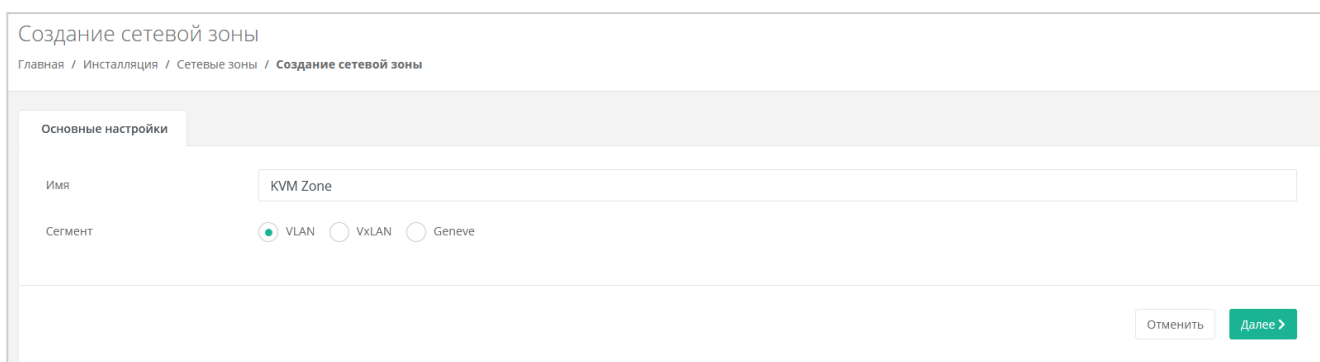 Создание сетевой зоны
Главная / Инсталляция / Сетевые зоны / Создание сетевой зоны
Основные настройки
Имя KVM Zone
Сегмент VLAN VxLAN Geneve
Отменить Далее